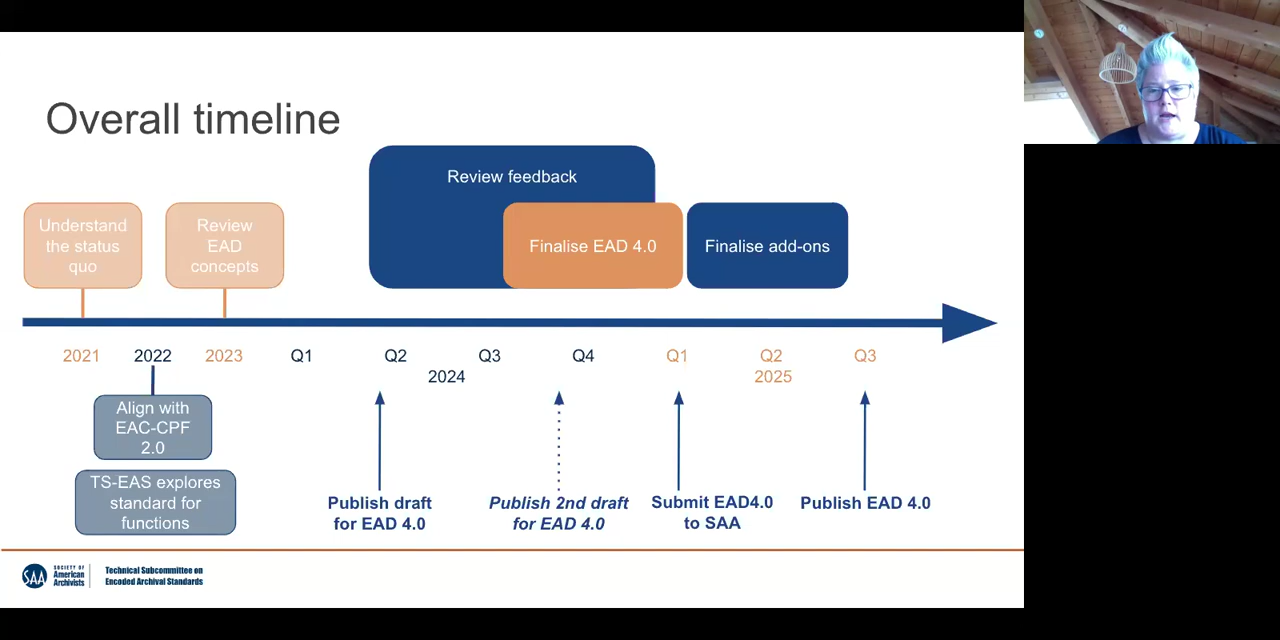 Overall timeline
Review feedback
Understand
the status
quo
Review
EAD
concepts
Finalise EAD 4.0
Finalise add-ons
2021
2022
2023
Q1
Q2
Q3
Q4
Q1
Q2
Q3
2024
2025
Align with
EAC-CPF
2.0
TS-EAS explores
standard for
functions
Publish draft
for EAD 4.0
Publish 2nd draft
for EAD 4.0
Submit EAD4.0
to SAA
Publish EAD 4.0
SAA
SOCIETY OF
American
Archivists
Technical Subcommittee on
Encoded Archival Standards